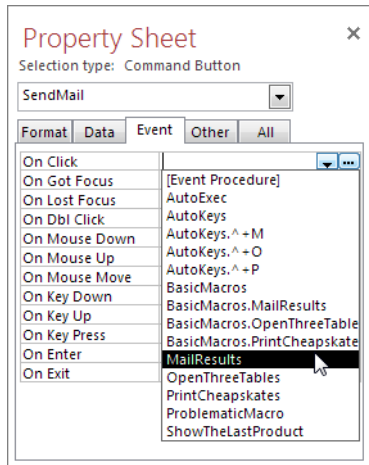 Property Sheet
Selection type: Command Button
SendMail
Format Data Event Other All
On Click
On Got Focus
On Lost Focus
On Dbl Click
On Mouse Down
On Mouse Up
On Mouse Move
On Key Down
On Key Up
On Key Press
On Enter
On Exit
[Event Procedure]
AutoExec
AutoKeys
AutoKeys.^+M
AutoKeys.^+O
AutoKeys.^+P
BasicMacros
BasicMacros.MailResults
BasicMacros.OpenThreeTable
BasicMacros.PrintCheapskate
MailResults
OpenThreeTables
PrintCheapskates
ProblematicMacro
ShowTheLastProduct